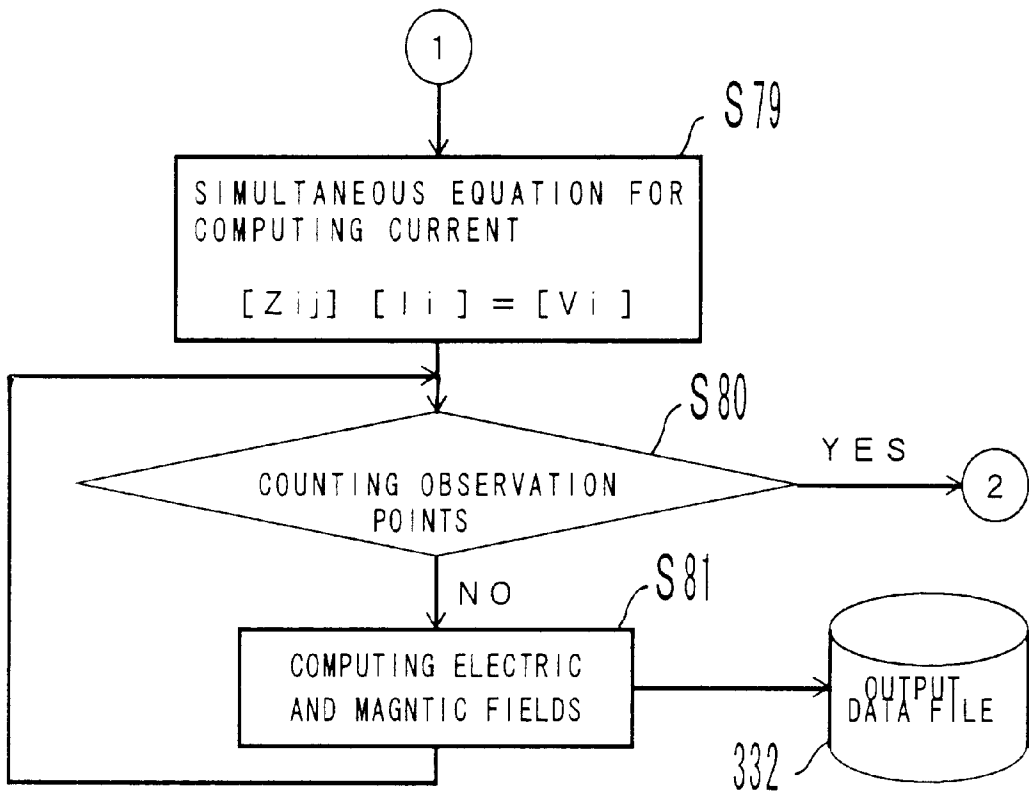 1
S79
SIMULTANEOUS EQUATION FOR
COMPUTING CURRENT
[Zij] [Ii] = [Vi]
S80
YES
COUNTING OBSERVATION
POINTS
2
NO
S81
COMPUTING ELECTRIC
AND MAGNTIC FIELDS
OUTPUT
DATA FILE
332